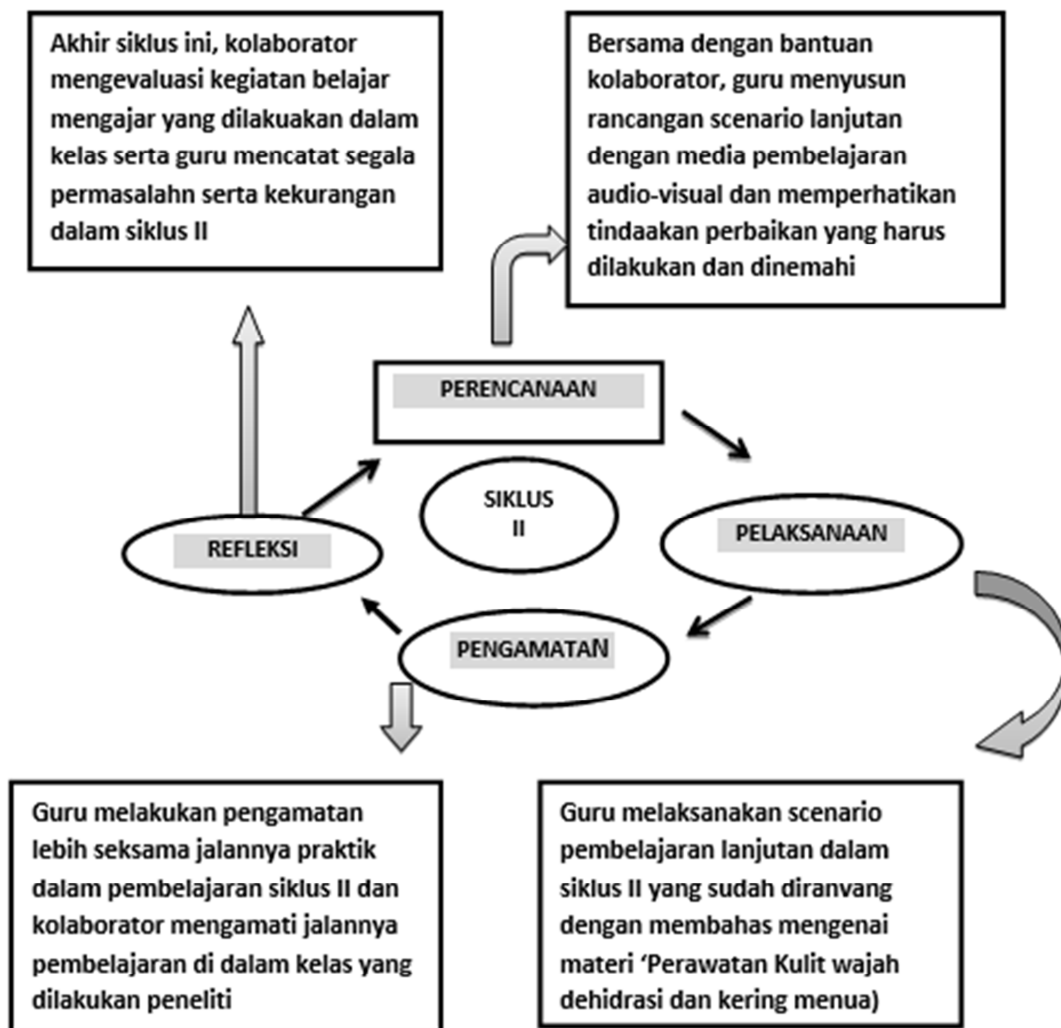 Akhir siklus ini, kolaborator
mengevaluasi kegiatan belajar
mengajar yang dilakuakan dalam
kelas serta guru mencatat segala
permasalahn serta kekurangan
dalam siklus II
Bersama dengan bantuan
kolaborator, guru menyusun
rancangan scenario lanjutan
dengan media pembelajaran
audio-visual dan memperhatikan
tindaakan perbaikan yang harus
dilakukan dan dinemahi
PERENCANAAN
SIKLUS
II
REFLEKSI
PELAKSANAAN
PENGAMATAN
Guru melakukan pengamatan
lebih seksama jalannya praktik
dalam pembelajaran siklus II dan
kolaborator mengamati jalannya
pembelajaran di dalam kelas yang
dilakukan peneliti
Guru melaksanakan scenario
pembelajaran lanjutan dalam
siklus II yang sudah diranvang
dengan membahas mengenai
materi ‘Perawatan Kulit wajah
dehidrasi dan kering menua)